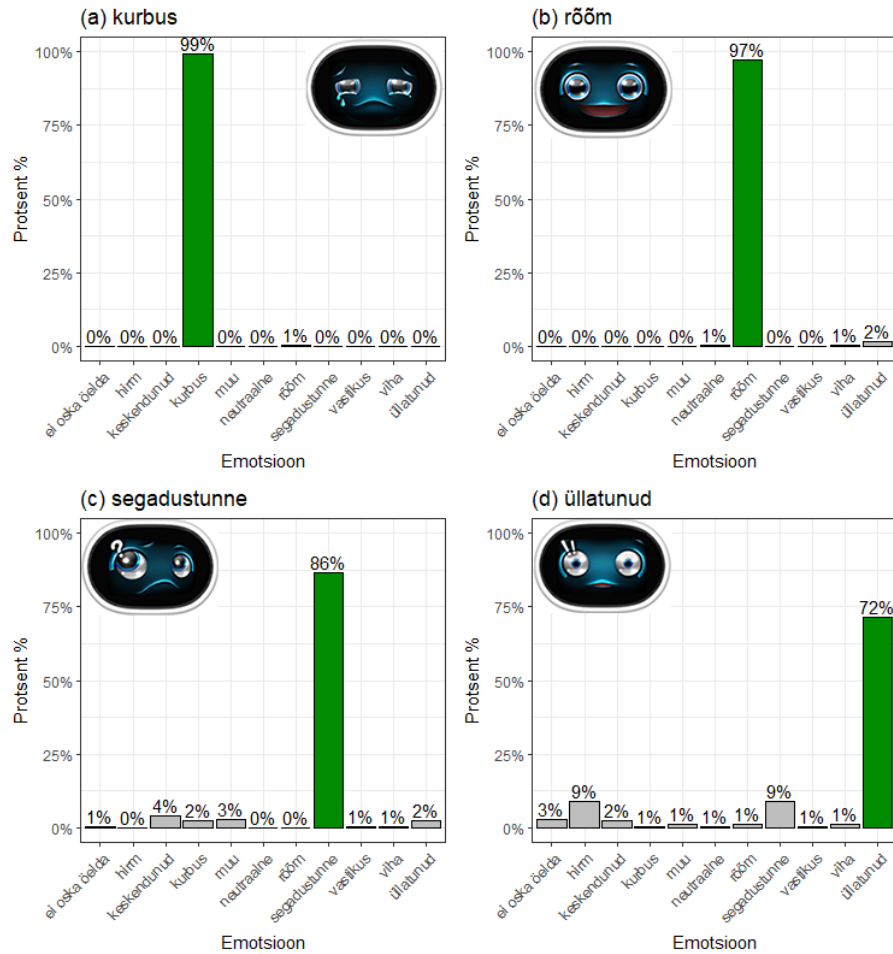 (a) kurbus
100%
75%
50%
25%
0%
Protsent %
0% 0% 0% 99% 0% 0% 1% 0% 0% 0% 0%
ei oska öelda
hirm
keskendunud
kurbus
muu
neutraalne
rõõm
segadustunne
vastikus
viha
üllatunud
Emotsioon
(b) rõõm
100%
75%
50%
25%
0%
Protsent %
0% 0% 0% 0% 0% 1% 97% 0% 0% 1% 2%
ei oska öelda
hirm
keskendunud
kurbus
muu
neutraalne
rõõm
segadustunne
vastikus
viha
üllatunud
Emotsioon
(c) segadustunne
100%
75%
50%
25%
0%
Protsent %
?
1% 0% 4% 2% 3% 0% 0% 86% 1% 1% 2%
ei oska öelda
hirm
keskendunud
kurbus
muu
neutraalne
rõõm
segadustunne
vastikus
viha
üllatunud
Emotsioon
(d) üllatunud
100%
75%
50%
25%
0%
Protsent %
!!
3% 9% 2% 1% 1% 1% 1% 9% 1% 1% 72%
ei oska öelda
hirm
keskendunud
kurbus
muu
neutraalne
rõõm
segadustunne
vastikus
viha
üllatunud
Emotsioon